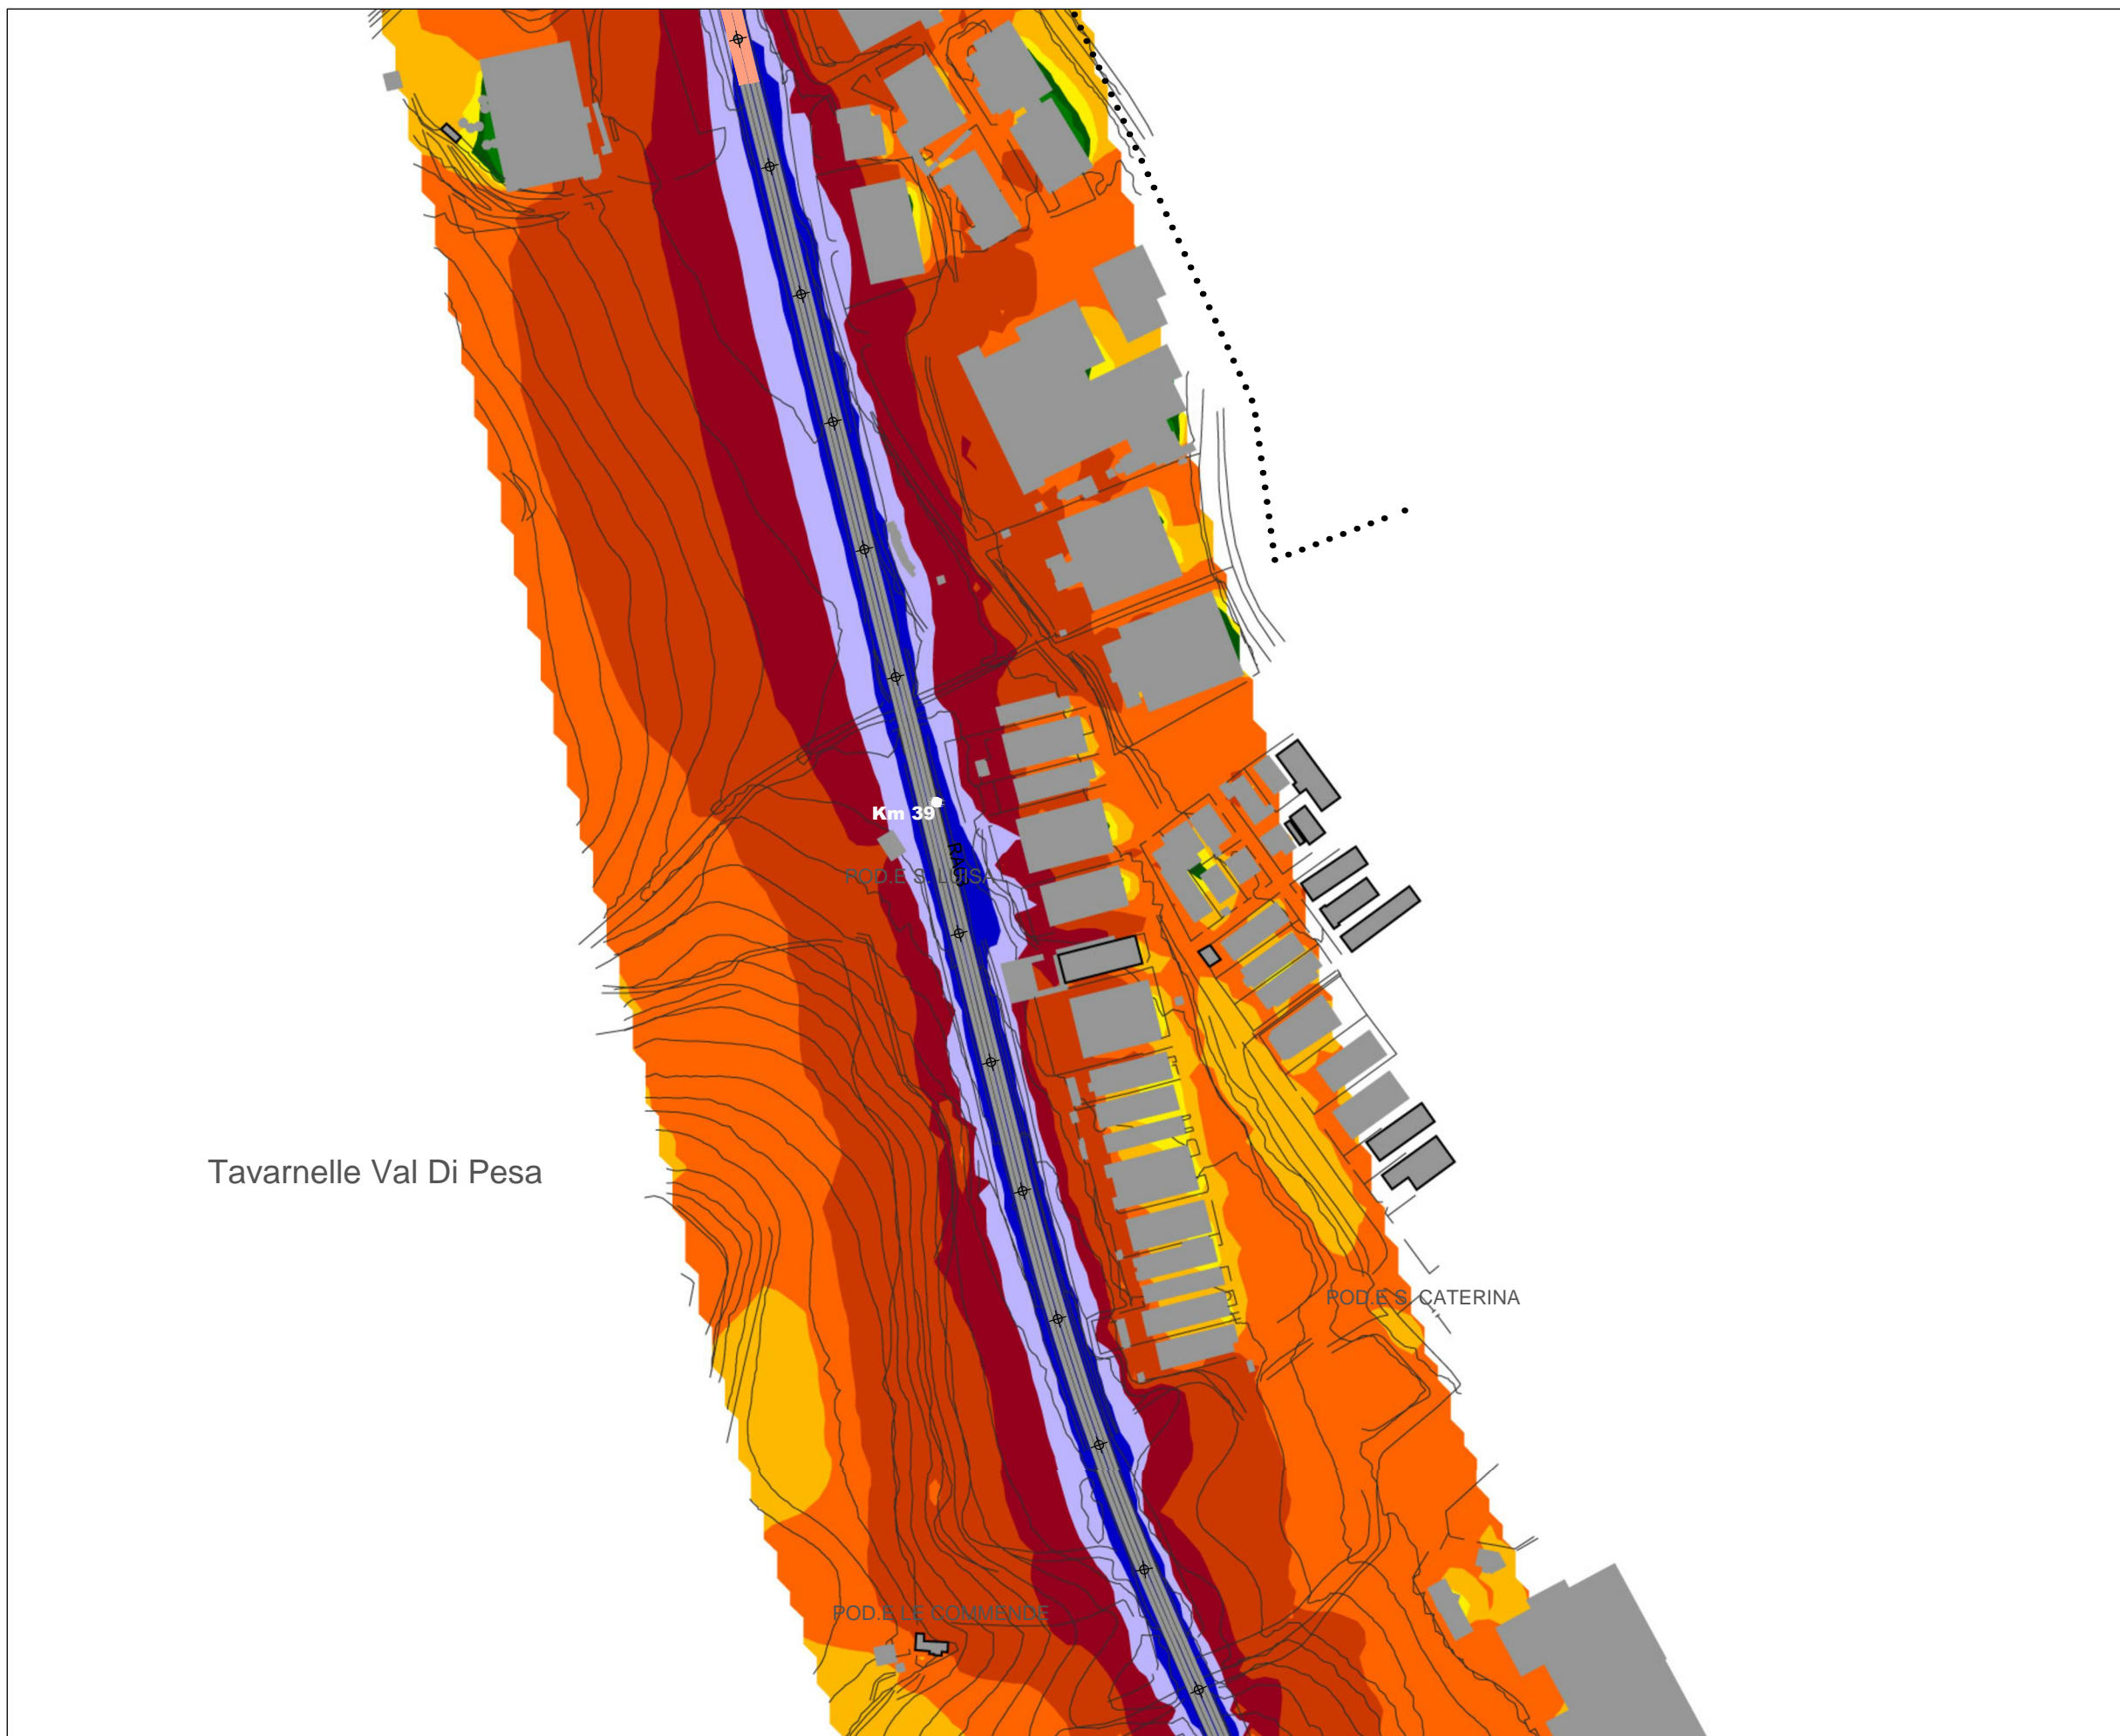 Km 39
POD.E S. LUISA
Tavarnelle Val Di Pesa
POD.E S. CATERINA
POD.E LE COMMENDE